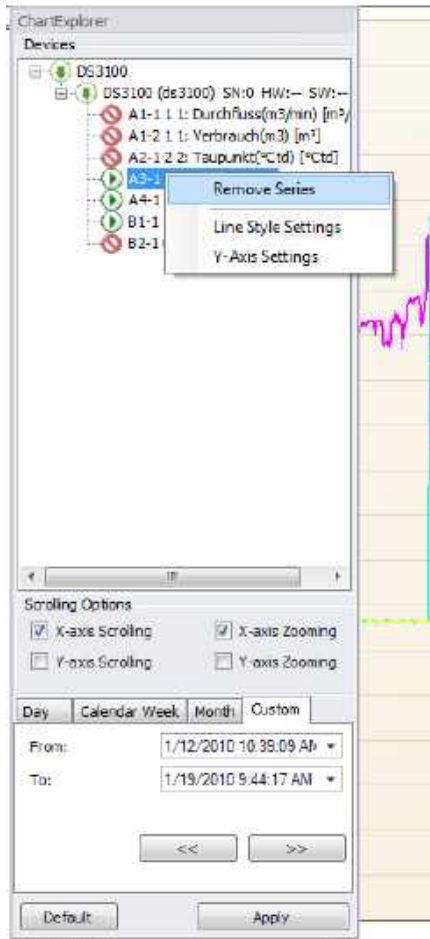 ChartExplorer
Devices
DS3100
DS3100 (ds3100) SN:0 HW:-- SW:--
A1-1 1 1: Durchfluss(m3/min) [m³/
A1-2 1 1: Verbrauch(m3) [m³]
A2-1 2 2: Taupunkt(°Ctd) [°Ctd]
A3-1
Remove Series
A4-1
Line Style Settings
B1-1
Y-Axis Settings
B2-1
Scrolling Options
X-axis Scrolling X-axis Zooming
Y-axis Scrolling Y-axis Zooming
Day Calendar Week Month Custom
From: 1/12/2010 10:39:09 AM
To: 1/19/2010 9:44:17 AM
<< >>
Default Apply